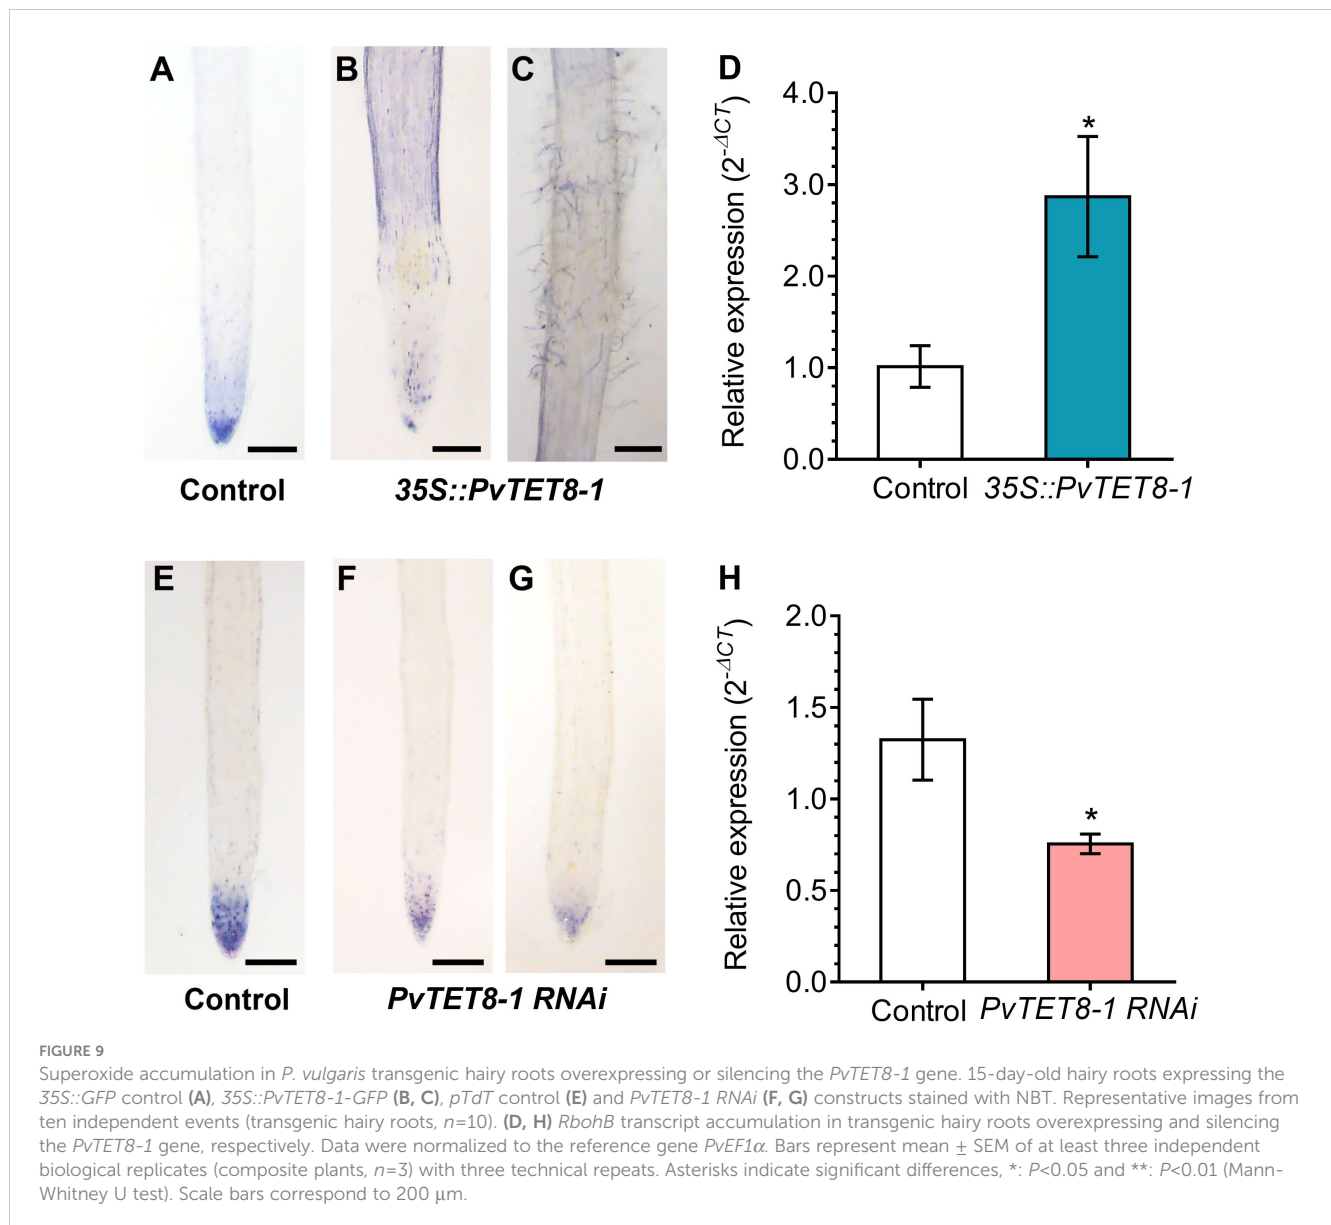 A
B
C
Control
35S::PvTET8-1
D
Relative expression (2^-ΔCT)
4.0
3.0
2.0
1.0
0.0
*
Control
35S::PvTET8-1
E
F
G
Control
PvTET8-1 RNAi
H
Relative expression (2^-ΔCT)
2.0
1.5
1.0
0.5
0.0
*
Control
PvTET8-1 RNAi
FIGURE 9
Superoxide accumulation in P. vulgaris transgenic hairy roots overexpressing or silencing the PvTET8-1 gene. 15-day-old hairy roots expressing the
35S::GFP control (A), 35S::PvTET8-1-GFP (B, C), pTdT control (E) and PvTET8-1 RNAi (F, G) constructs stained with NBT. Representative images from
ten independent events (transgenic hairy roots, n=10). (D, H) RbohB transcript accumulation in transgenic hairy roots overexpressing and silencing
the PvTET8-1 gene, respectively. Data were normalized to the reference gene PvEF1α. Bars represent mean ± SEM of at least three independent
biological replicates (composite plants, n=3) with three technical repeats. Asterisks indicate significant differences, *: P<0.05 and **: P<0.01 (Mann-
Whitney U test). Scale bars correspond to 200 μm.